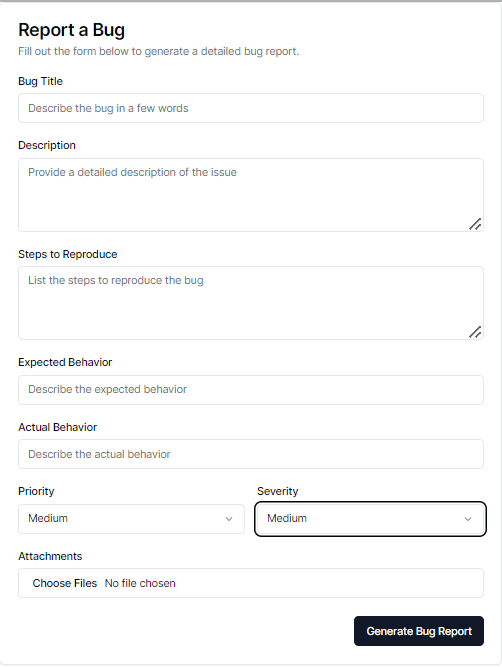 Report a Bug
Fill out the form below to generate a detailed bug report.
Bug Title
Describe the bug in a few words
Description
Provide a detailed description of the issue
Steps to Reproduce
List the steps to reproduce the bug
Expected Behavior
Describe the expected behavior
Actual Behavior
Describe the actual behavior
Priority Severity
Medium Medium
Attachments
Choose Files No file chosen
Generate Bug Report